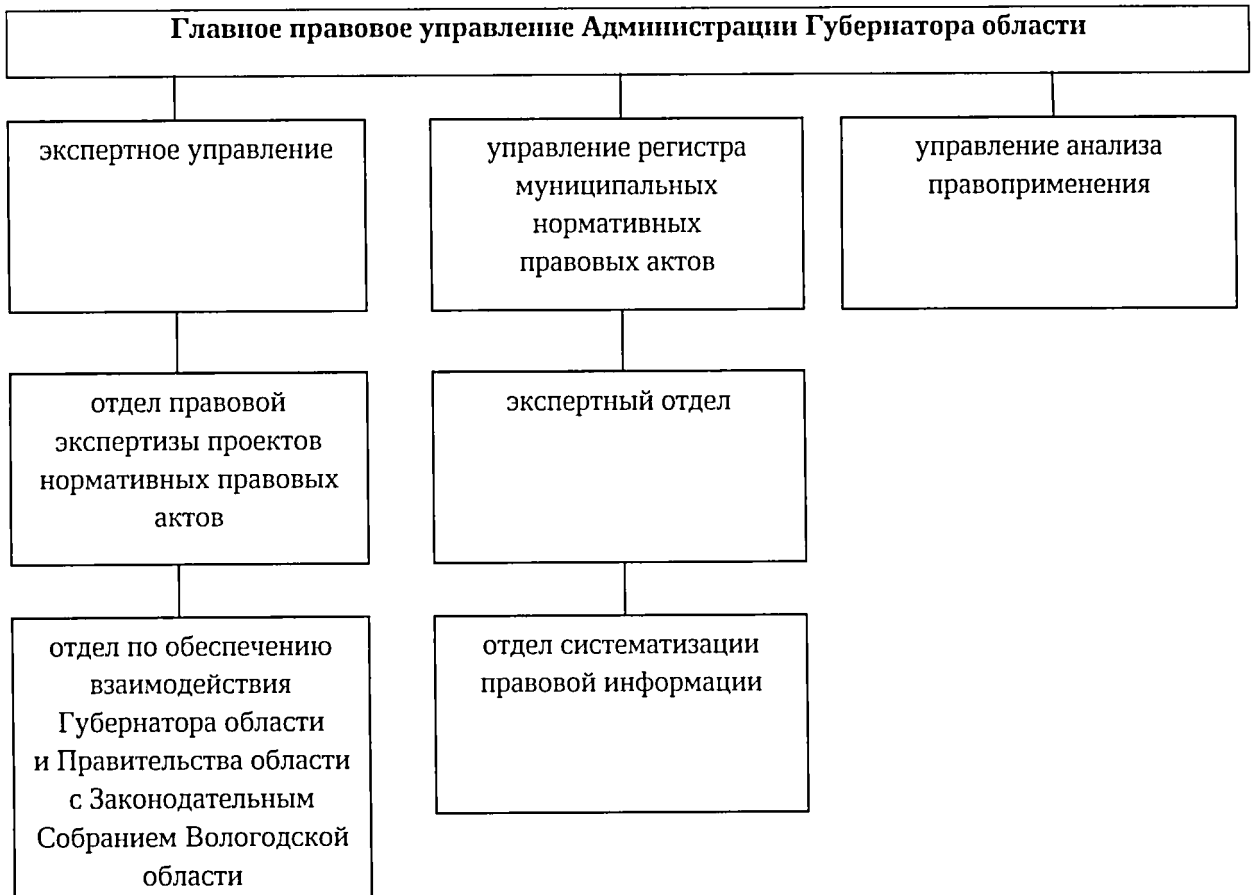 Главное правовое управление Администрации Губернатора области
экспертное управление
управление регистра
муниципальных
нормативных
правовых актов
управление анализа
правоприменения
отдел правовой
экспертизы проектов
нормативных правовых
актов
экспертный отдел
отдел по обеспечению
взаимодействия
Губернатора области
и Правительства области
с Законодательным
Собранием Вологодской
области
отдел систематизации
правовой информации